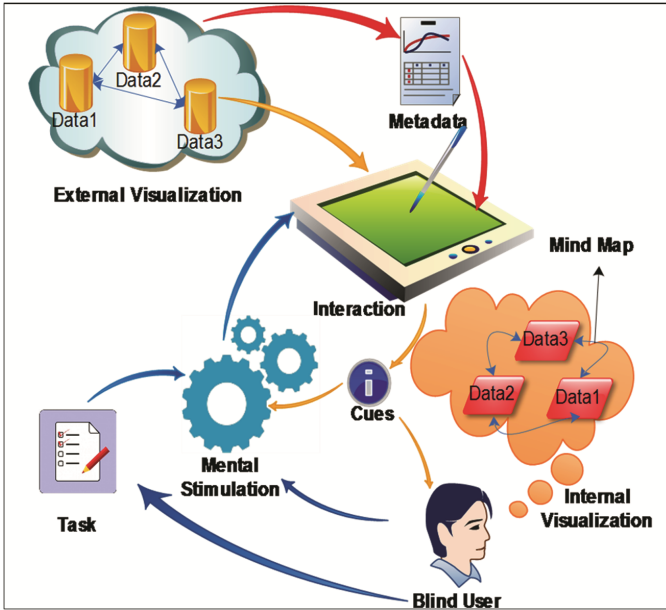 Data2
Data1
Data3
External Visualization
Metadada
Interaction
Mind Map
Data3
Data2
Data1
Cues
Mental
Stimulation
Internal
Visualization
Task
Blind User